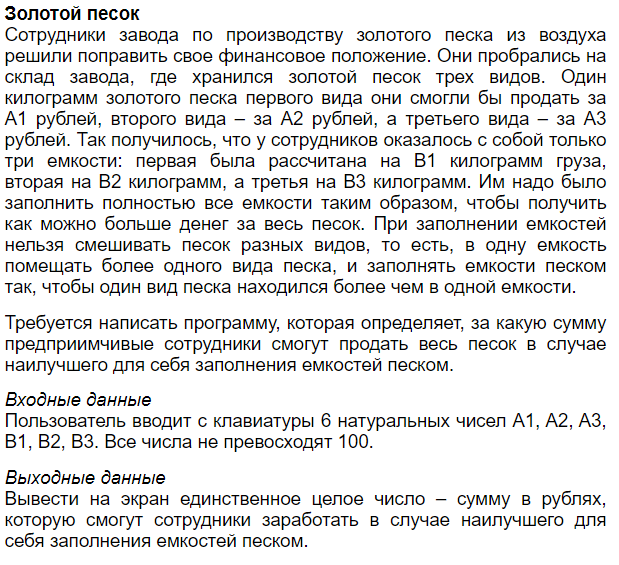 Золотой песок
Сотрудники завода по производству золотого песка из воздуха
решили поправить свое финансовое положение. Они пробрались на
склад завода, где хранился золотой песок трех видов. Один
килограмм золотого песка первого вида они смогли бы продать за
A1 рублей, второго вида – за A2 рублей, а третьего вида – за A3
рублей. Так получилось, что у сотрудников оказалось с собой только
три емкости: первая была рассчитана на B1 килограмм груза,
вторая на B2 килограмм, а третья на B3 килограмм. Им надо было
заполнить полностью все емкости таким образом, чтобы получить
как можно больше денег за весь песок. При заполнении емкостей
нельзя смешивать песок разных видов, то есть, в одну емкость
помещать более одного вида песка, и заполнять емкости песком
так, чтобы один вид песка находился более чем в одной емкости.
Требуется написать программу, которая определяет, за какую сумму
предприимчивые сотрудники смогут продать весь песок в случае
наилучшего для себя заполнения емкостей песком.
Входные данные
Пользователь вводит с клавиатуры 6 натуральных чисел A1, A2, A3,
B1, B2, B3. Все числа не превосходят 100.
Выходные данные
Вывести на экран единственное целое число – сумму в рублях,
которую смогут сотрудники заработать в случае наилучшего для
себя заполнения емкостей песком.